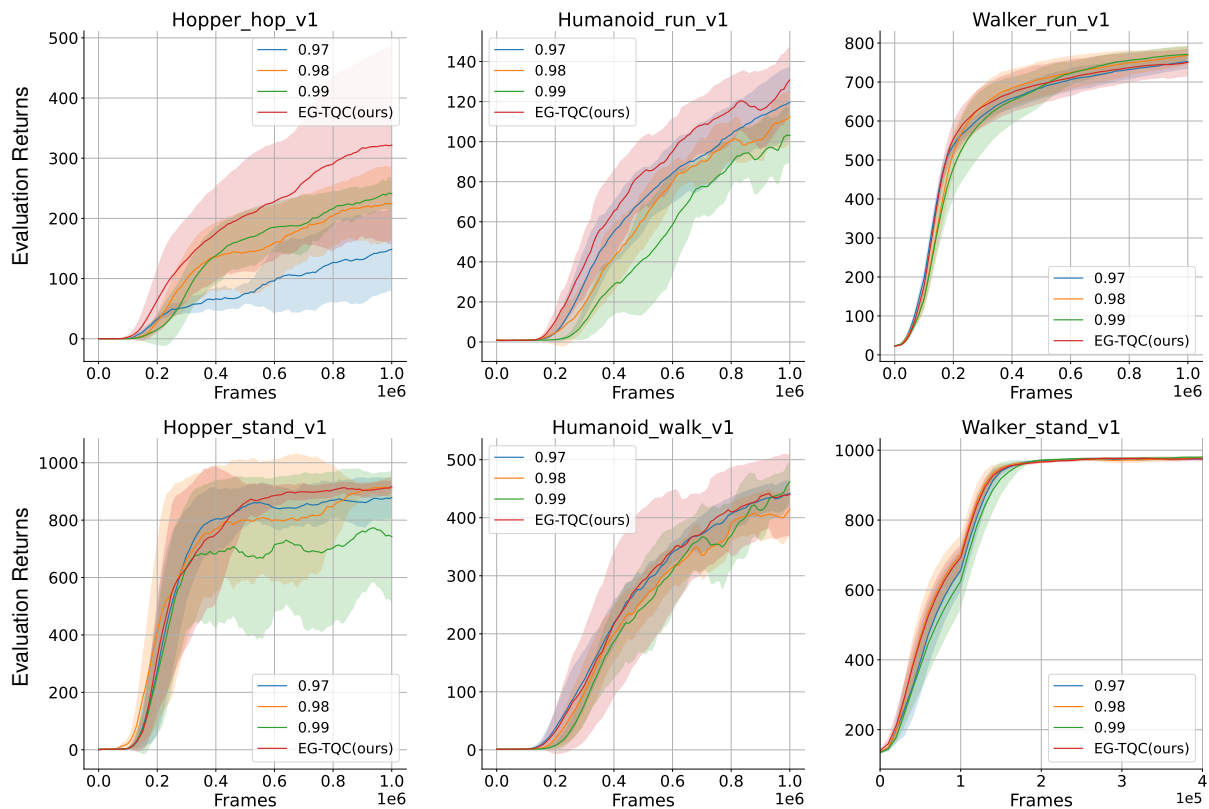 Hopper_hop_v1
Evaluation Returns
500
400
300
200
100
0
0.97
0.98
0.99
EG-TQC(ours)
0.0 0.2 0.4 0.6 0.8 1.0
1e6
Frames
Humanoid_run_v1
140
120
100
80
60
40
20
0
0.97
0.98
0.99
EG-TQC(ours)
0.0 0.2 0.4 0.6 0.8 1.0
1e6
Frames
Walker_run_v1
800
700
600
500
400
300
200
100
0
0.97
0.98
0.99
EG-TQC(ours)
0.0 0.2 0.4 0.6 0.8 1.0
1e6
Frames
Hopper_stand_v1
Evaluation Returns
1000
800
600
400
200
0
0.97
0.98
0.99
EG-TQC(ours)
0.0 0.2 0.4 0.6 0.8 1.0
1e6
Frames
Humanoid_walk_v1
500
400
300
200
100
0
0.97
0.98
0.99
EG-TQC(ours)
0.0 0.2 0.4 0.6 0.8 1.0
1e6
Frames
Walker_stand_v1
1000
800
600
400
200
0.97
0.98
0.99
EG-TQC(ours)
0 1 2 3 4
1e5
Frames